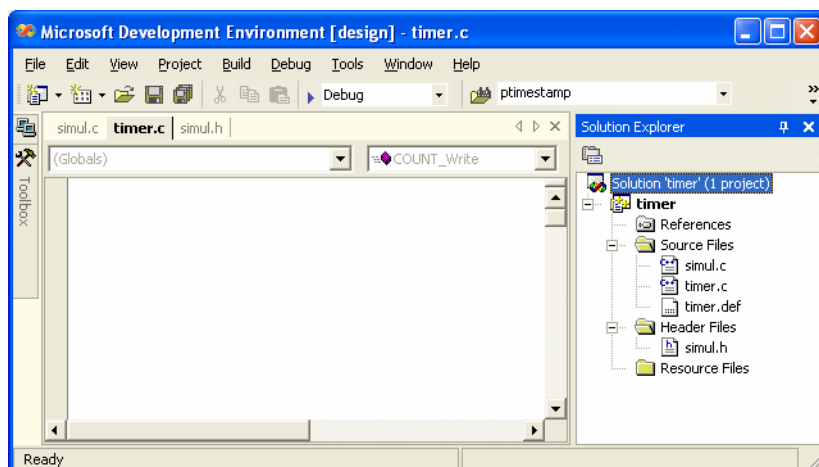 Microsoft Development Environment [design] - timer.c
File Edit View Project Build Debug Tools Window Help
Debug ptimestamp
simul.c timer.c simul.h
(Globals) COUNT_Write
Toolbox
Solution Explorer
Solution 'timer' (1 project)
timer
References
Source Files
simul.c
timer.c
timer.def
Header Files
simul.h
Resource Files
Ready